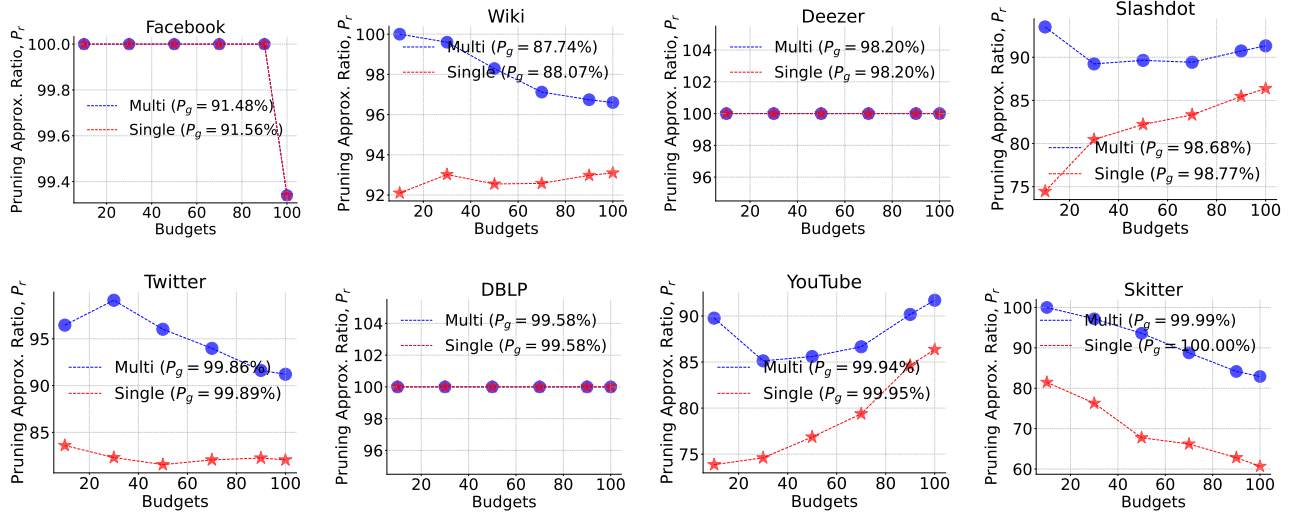 Facebook
Pruning Approx. Ratio, P_r
100.0
99.8
99.6
99.4
Multi (P_g = 91.48%)
Single (P_g = 91.56%)
20 40 60 80 100
Budgets
Wiki
Pruning Approx. Ratio, P_r
100
98
96
94
92
Multi (P_g = 87.74%)
Single (P_g = 88.07%)
20 40 60 80 100
Budgets
Deezer
Pruning Approx. Ratio, P_r
104
102
100
98
96
Multi (P_g = 98.20%)
Single (P_g = 98.20%)
20 40 60 80 100
Budgets
Slashdot
Pruning Approx. Ratio, P_r
90
85
80
75
Multi (P_g = 98.68%)
Single (P_g = 98.77%)
20 40 60 80 100
Budgets
Twitter
Pruning Approx. Ratio, P_r
95
90
85
Multi (P_g = 99.86%)
Single (P_g = 99.89%)
20 40 60 80 100
Budgets
DBLP
Pruning Approx. Ratio, P_r
104
102
100
98
96
Multi (P_g = 99.58%)
Single (P_g = 99.58%)
20 40 60 80 100
Budgets
YouTube
Pruning Approx. Ratio, P_r
90
85
80
75
Multi (P_g = 99.94%)
Single (P_g = 99.95%)
20 40 60 80 100
Budgets
Skitter
Pruning Approx. Ratio, P_r
100
90
80
70
60
Multi (P_g = 99.99%)
Single (P_g = 100.00%)
20 40 60 80 100
Budgets